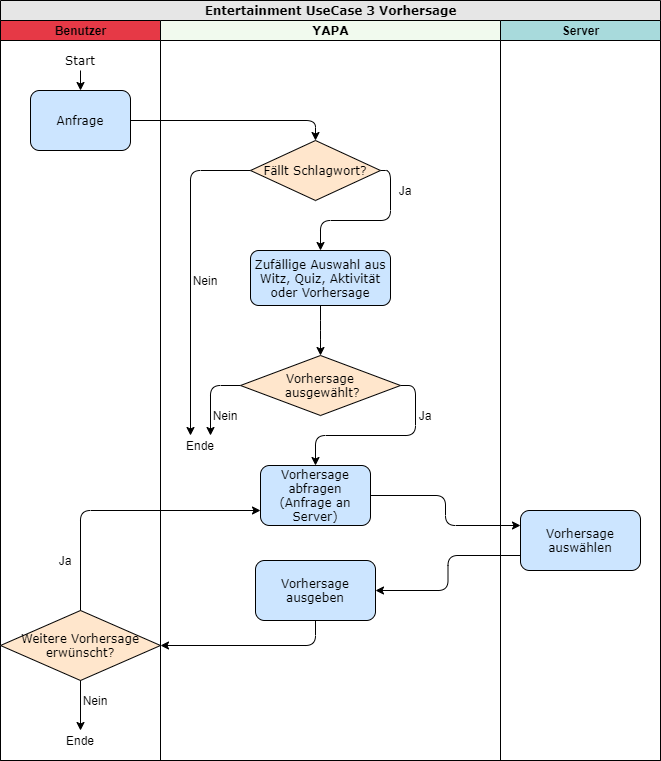 Entertainment UseCase 3 Vorhersage
Benutzer
YAPA
Server
Start
Anfrage
Fällt Schlagwort?
Ja
Nein
Zufällige Auswahl aus
Witz, Quiz, Aktivität
oder Vorhersage
Vorhersage
ausgewählt?
Nein
Ja
Ende
Vorhersage
abfragen
(Anfrage an
Server)
Vorhersage
auswählen
Ja
Vorhersage
ausgeben
Weitere Vorhersage
erwünscht?
Nein
Ende